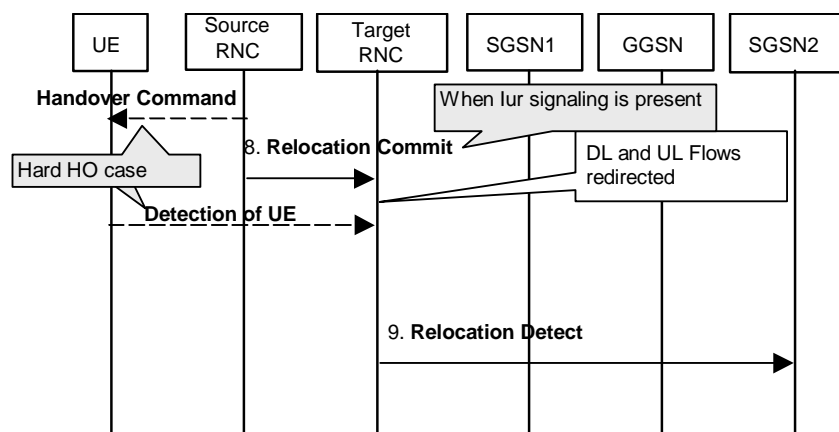 UE
Source
RNC
Target
RNC
SGSN1
GGSN
SGSN2
Handover Command
When Iur signaling is present
8. Relocation Commit
DL and UL Flows
redirected
Hard HO case
Detection of UE
9. Relocation Detect